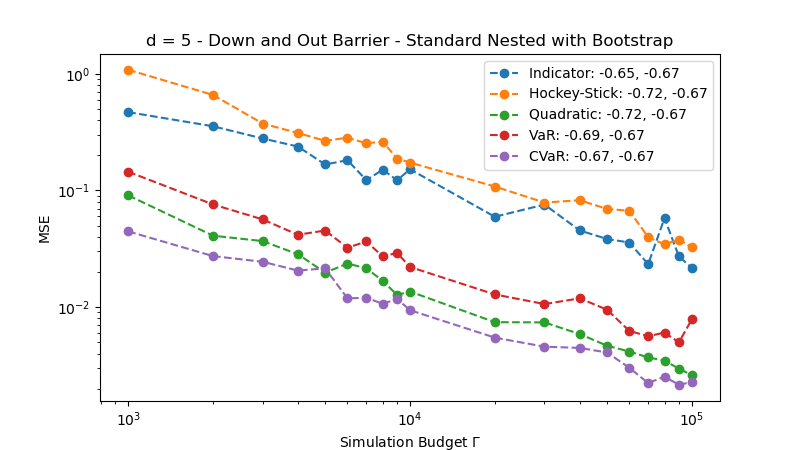 d = 5 - Down and Out Barrier - Standard Nested with Bootstrap
MSE
10⁰
10⁻¹
10⁻²
Indicator: -0.65, -0.67
Hockey-Stick: -0.72, -0.67
Quadratic: -0.72, -0.67
VaR: -0.69, -0.67
CVaR: -0.67, -0.67
10³
10⁴
10⁵
Simulation Budget Γ